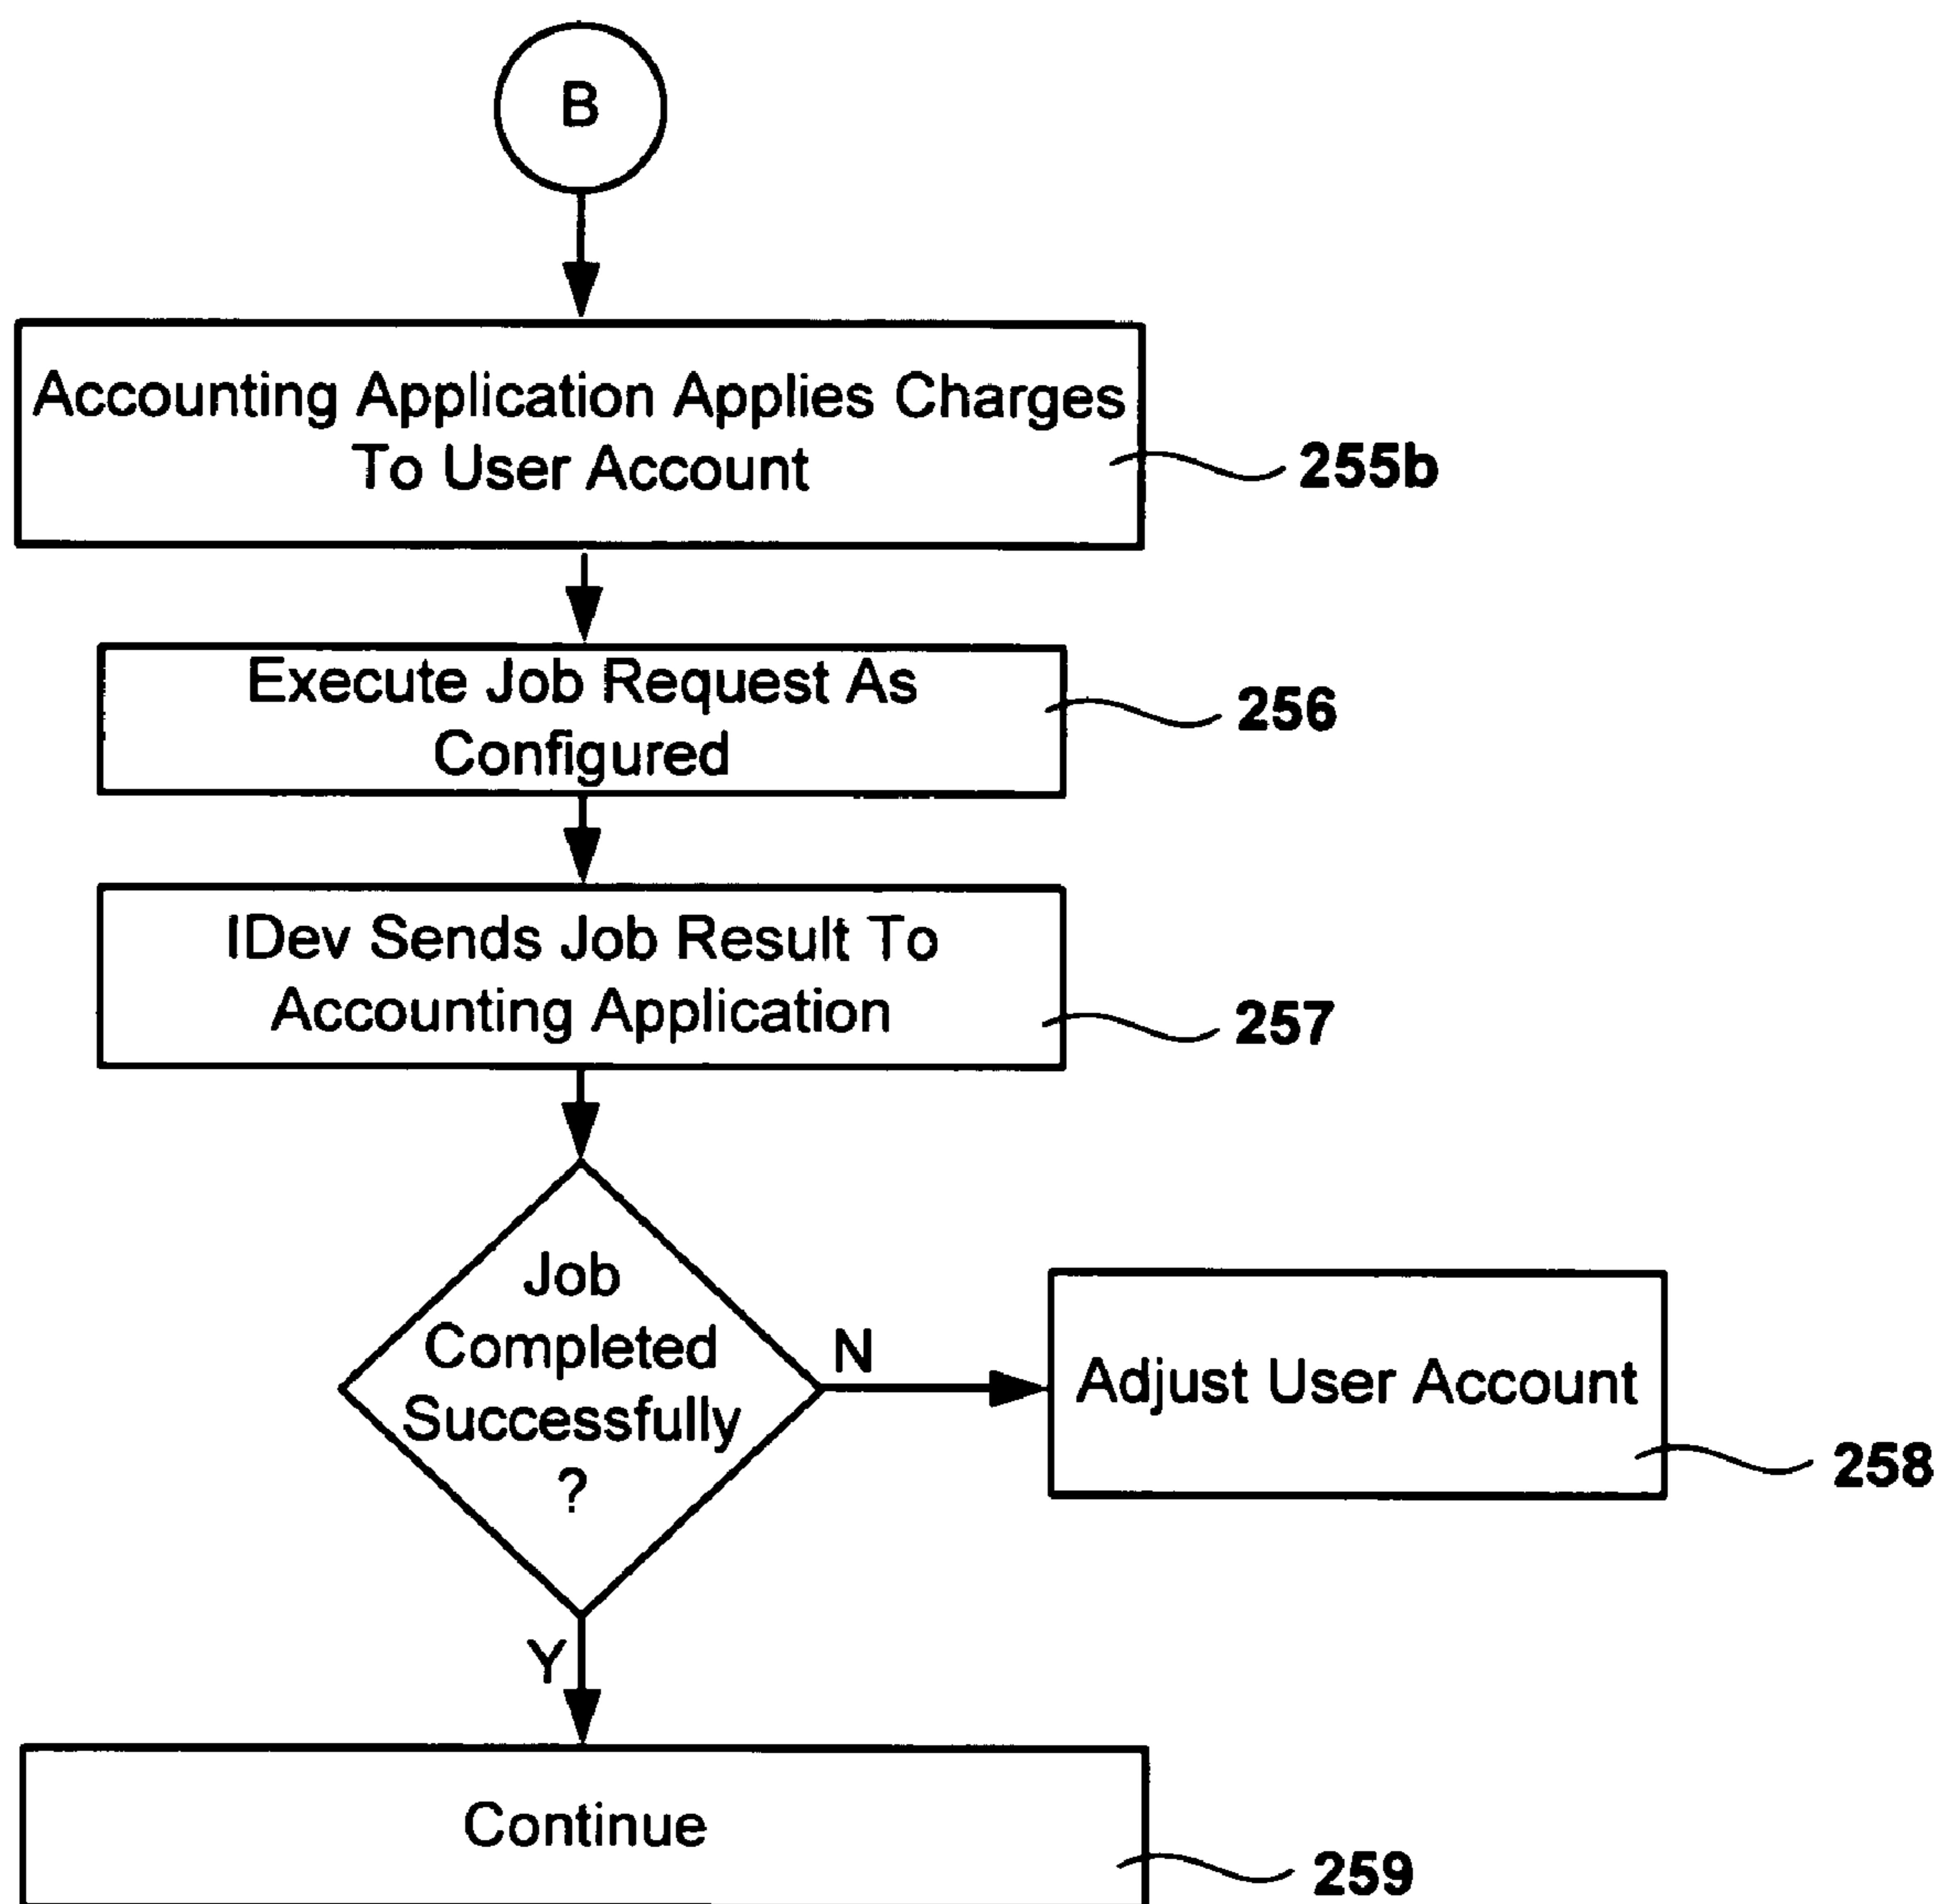 B
Accounting Application Applies Charges
To User Account
255b
Execute Job Request As
Configured
256
IDev Sends Job Result To
Accounting Application
257
Job
Completed
Successfully
?
N
Adjust User Account
258
Y
Continue
259